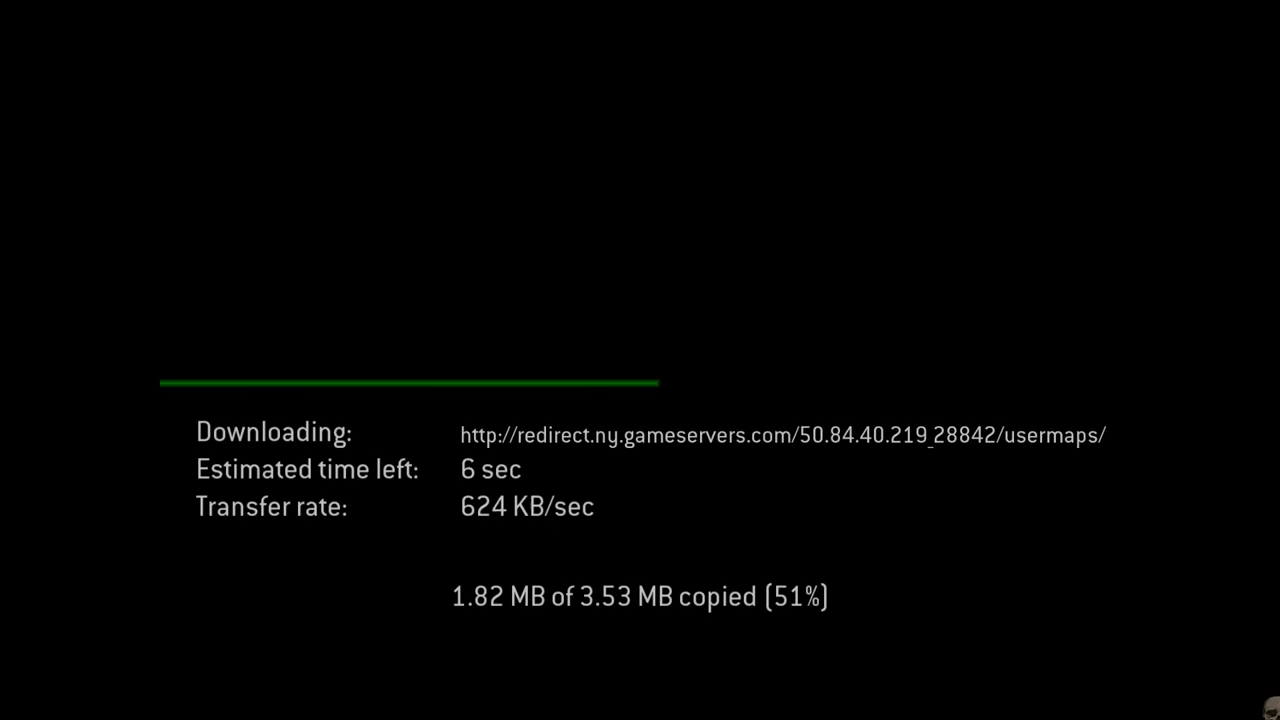 Downloading: http://redirect.ny.gameservers.com/50.84.40.219_28842/usermaps/
Estimated time left: 6 sec
Transfer rate: 624 KB/sec
1.82 MB of 3.53 MB copied (51%)